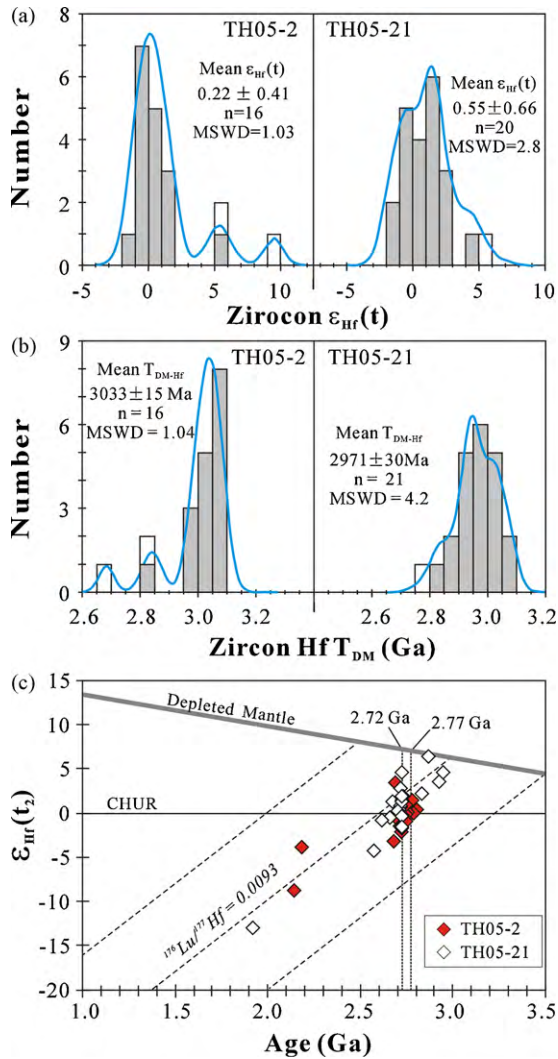 (a)
TH05-2
TH05-21
8
6
4
2
0
Number
Mean εHf(t)
0.22 ± 0.41
n=16
MSWD=1.03
Mean εHf(t)
0.55 ± 0.66
n=20
MSWD=2.8
-5 0 5 10 -5 0 5 10
Zirocon εHf(t)
(b)
TH05-2
TH05-21
9
6
3
0
Number
Mean TDM-Hf
3033±15 Ma
n = 16
MSWD = 1.04
Mean TDM-Hf
2971±30Ma
n = 21
MSWD = 4.2
2.6 2.8 3.0 3.2 2.6 2.8 3.0 3.2
Zircon Hf TDM (Ga)
(c)
15
10
5
0
-5
-10
-15
-20
εHf(t2)
Depleted Mantle
2.72 Ga
2.77 Ga
CHUR
176Lu/177Hf = 0.0093
TH05-2
TH05-21
1.0 1.5 2.0 2.5 3.0 3.5
Age (Ga)